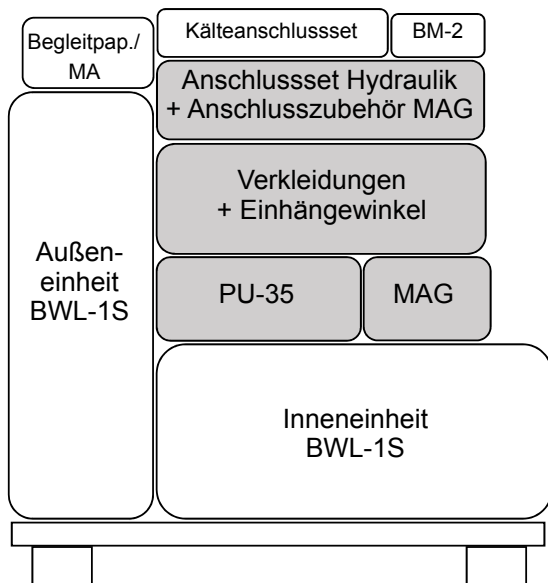 Begleitpap./
MA
Kälteanschlussset
BM-2
Anschlussset Hydraulik
+ Anschlusszubehör MAG
Verkleidungen
+ Einhängewinkel
Außen-
einheit
BWL-1S
PU-35
MAG
Inneneinheit
BWL-1S